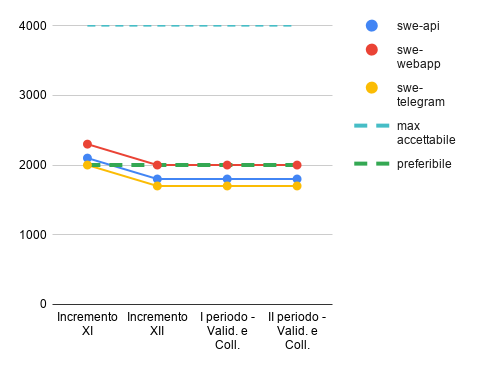 4000
3000
2000
1000
0
Incremento
XI
Incremento
XII
I periodo -
Valid. e
Coll.
II periodo -
Valid. e
Coll.
swe-api
swe-
webapp
swe-
telegram
max
accettabile
preferibile